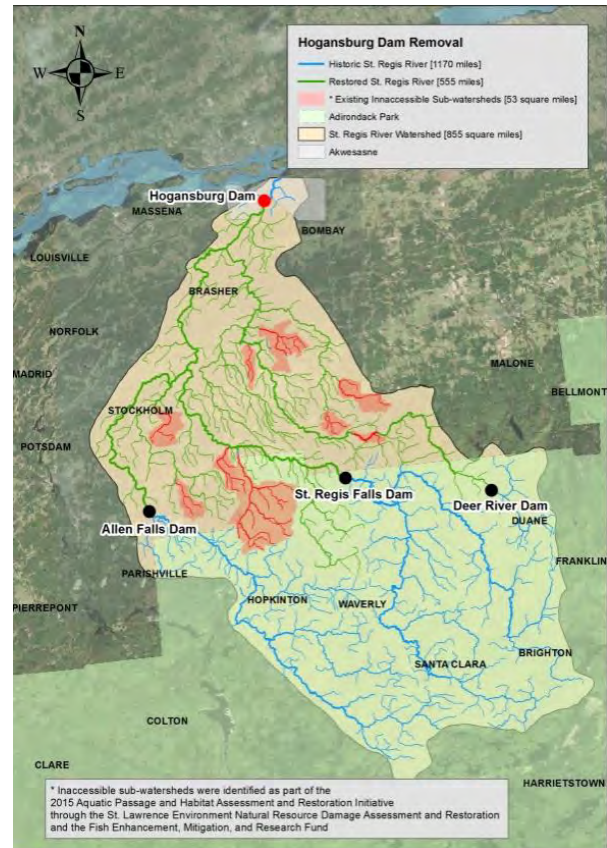 N
W
E
S
Hogansburg Dam Removal
Historic St. Regis River [1170 miles]
Restored St. Regis River [555 miles]
* Existing Innaccessible Sub-watersheds [53 square miles]
Adirondack Park
St. Regis River Watershed [855 square miles]
Akwesasne
Hogansburg Dam
MASSENA
BOMBAY
LOUISVILLE
BRASHER
NORFOLK
MALONE
MADRID
BELLMONT
STOCKHOLM
POTSDAM
St. Regis Falls Dam
Deer River Dam
Allen Falls Dam
DUANE
PARISHVILLE
FRANKLIN
HOPKINTON
WAVERLY
PIERREPONT
BRIGHTON
SANTA CLARA
COLTON
CLARE
HARRIETSTOWN
* Inaccessible sub-watersheds were identified as part of the
2015 Aquatic Passage and Habitat Assessment and Restoration Initiative
through the St. Lawrence Environment Natural Resource Damage Assessment and Restoration
and the Fish Enhancement, Mitigation, and Research Fund